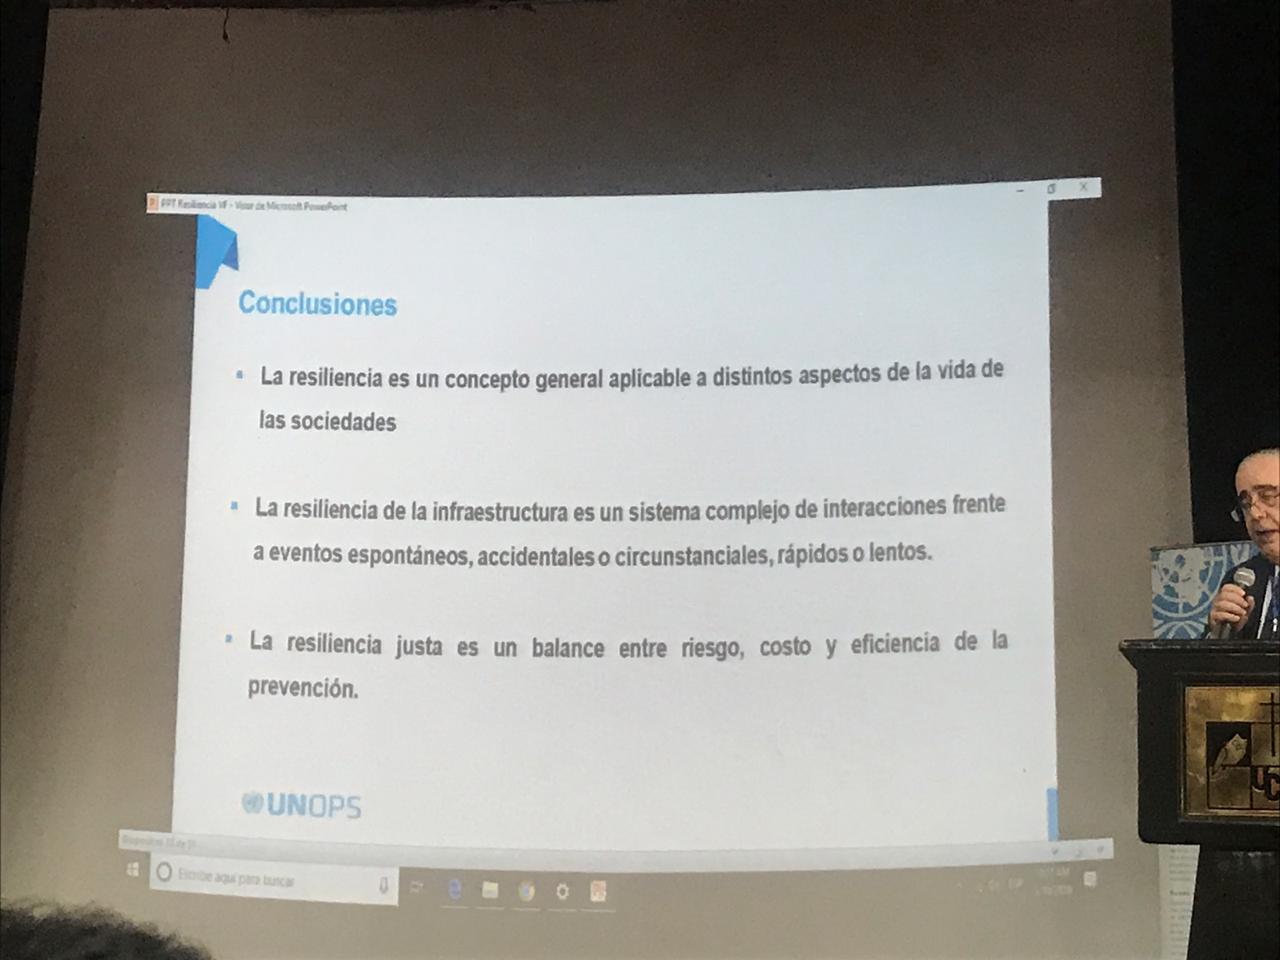 PPT Resiliencia VF - Visor de Microsoft PowerPoint
Conclusiones
La resiliencia es un concepto general aplicable a distintos aspectos de la vida de
las sociedades
La resiliencia de la infraestructura es un sistema complejo de interacciones frente
a eventos espontáneos, accidentales o circunstanciales, rápidos o lentos.
La resiliencia justa es un balance entre riesgo, costo y eficiencia de la
prevención.
UNOPS
Escribe aquí para buscar
UC